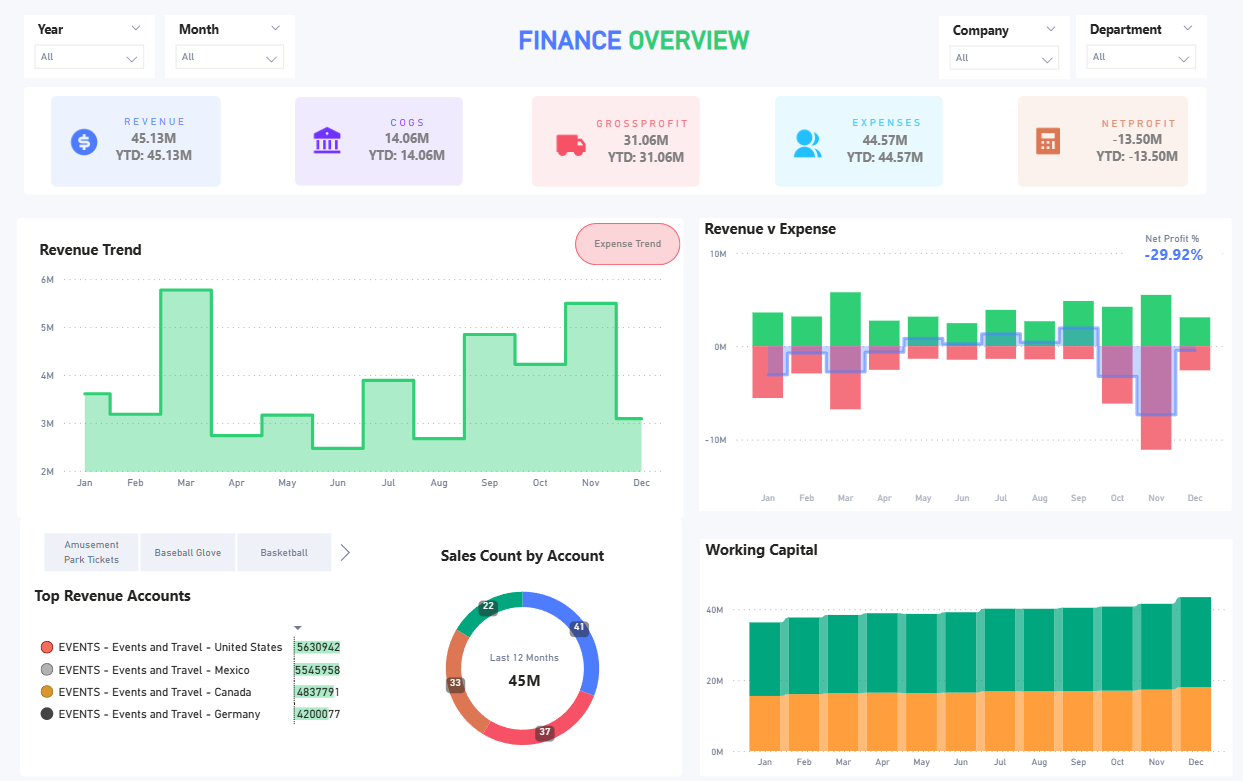 Year
All
Month
All
FINANCE OVERVIEW
Company
All
Department
All
REVENUE
45.13M
YTD: 45.13M
COGS
14.06M
YTD: 14.06M
GROSSPROFIT
31.06M
YTD: 31.06M
EXPENSES
44.57M
YTD: 44.57M
NETPROFIT
-13.50M
YTD: -13.50M
Revenue Trend
Expense Trend
6M
5M
4M
3M
2M
Jan Feb Mar Apr May Jun Jul Aug Sep Oct Nov Dec
Revenue v Expense
Net Profit %
-29.92%
10M
0M
-10M
Jan Feb Mar Apr May Jun Jul Aug Sep Oct Nov Dec
Amusement
Park Tickets
Baseball Glove
Basketball
Top Revenue Accounts
EVENTS - Events and Travel - United States 5630942
EVENTS - Events and Travel - Mexico 5545958
EVENTS - Events and Travel - Canada 4837791
EVENTS - Events and Travel - Germany 4200077
Sales Count by Account
22
41
33
37
Last 12 Months
45M
Working Capital
40M
20M
0M
Jan Feb Mar Apr May Jun Jul Aug Sep Oct Nov Dec